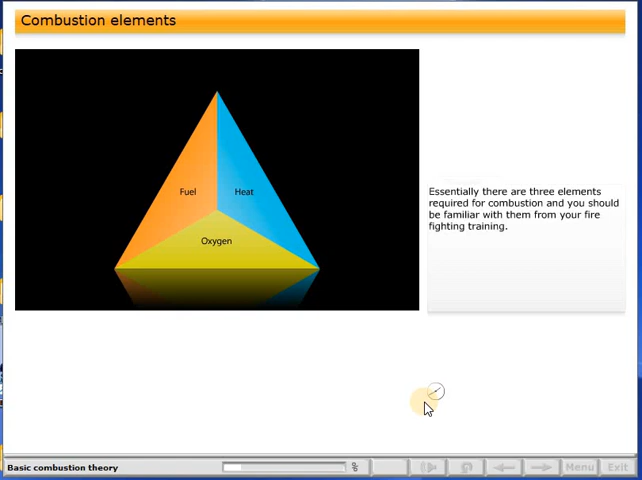 Combustion elements
Fuel
Heat
Oxygen
Essentially there are three elements
required for combustion and you should
be familiar with them from your fire
fighting training.
Basic combustion theory
Menu
Exit